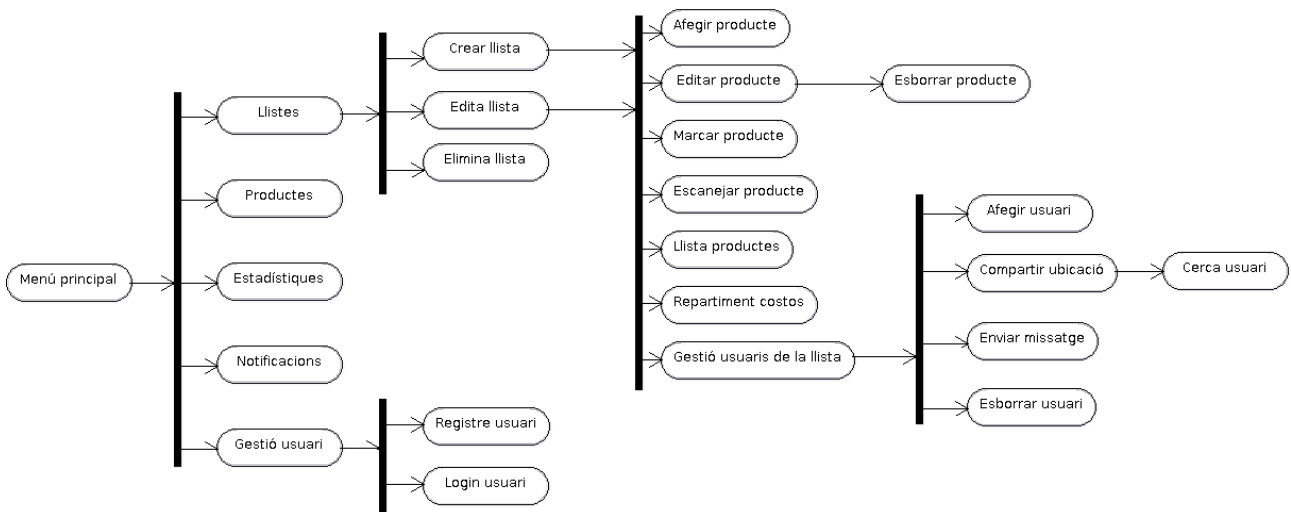 Menú principal
Llistes
Productes
Estadístiques
Notificacions
Gestió usuari
Crear llista
Edita llista
Elimina llista
Registre usuari
Login usuari
Afegir producte
Editar producte
Esborrar producte
Marcar producte
Escanejar producte
Llista productes
Repartiment costos
Gestió usuaris de la llista
Afegir usuari
Compartir ubicació
Cerca usuari
Enviar missatge
Esborrar usuari